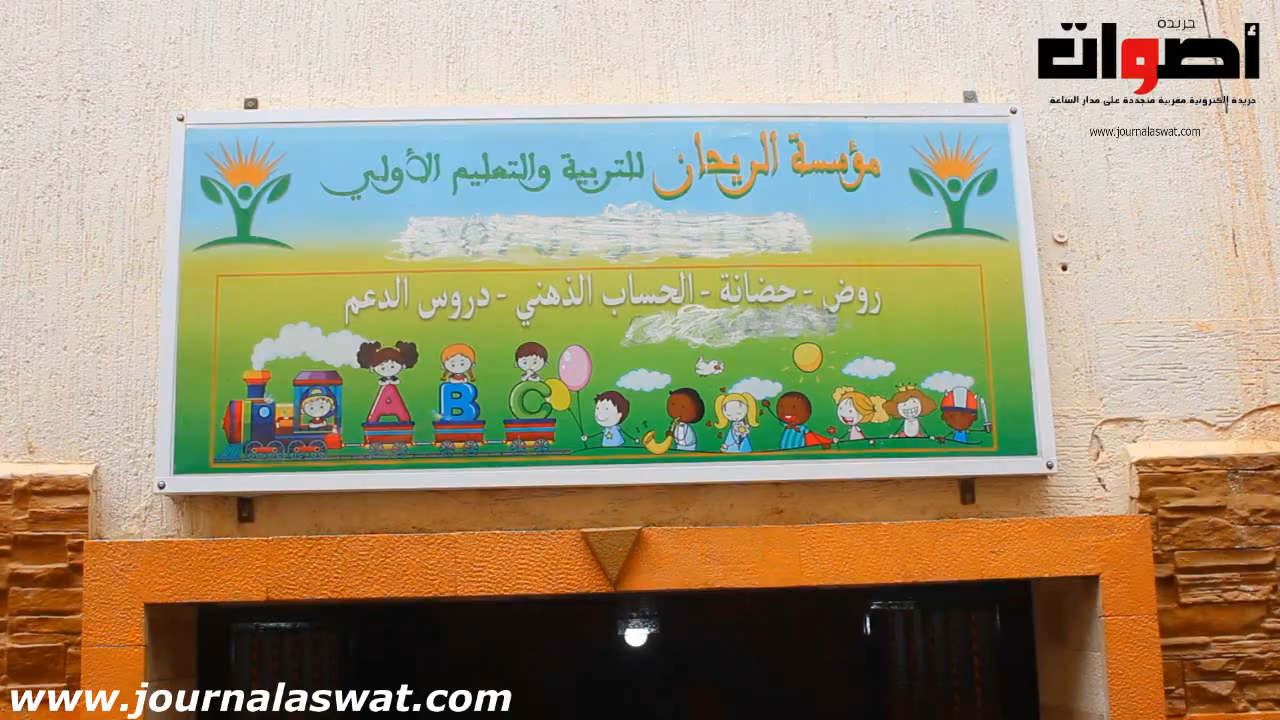 جريدة
أصوات
جريدة إلكترونية مغربية متجددة على مدار الساعة
www.journalaswat.com
مؤسسة الريدان للتربية والتعليم الأولي
روض - حضانة - الحساب الذهني - دروس الدعم
A B C
www.journalaswat.com